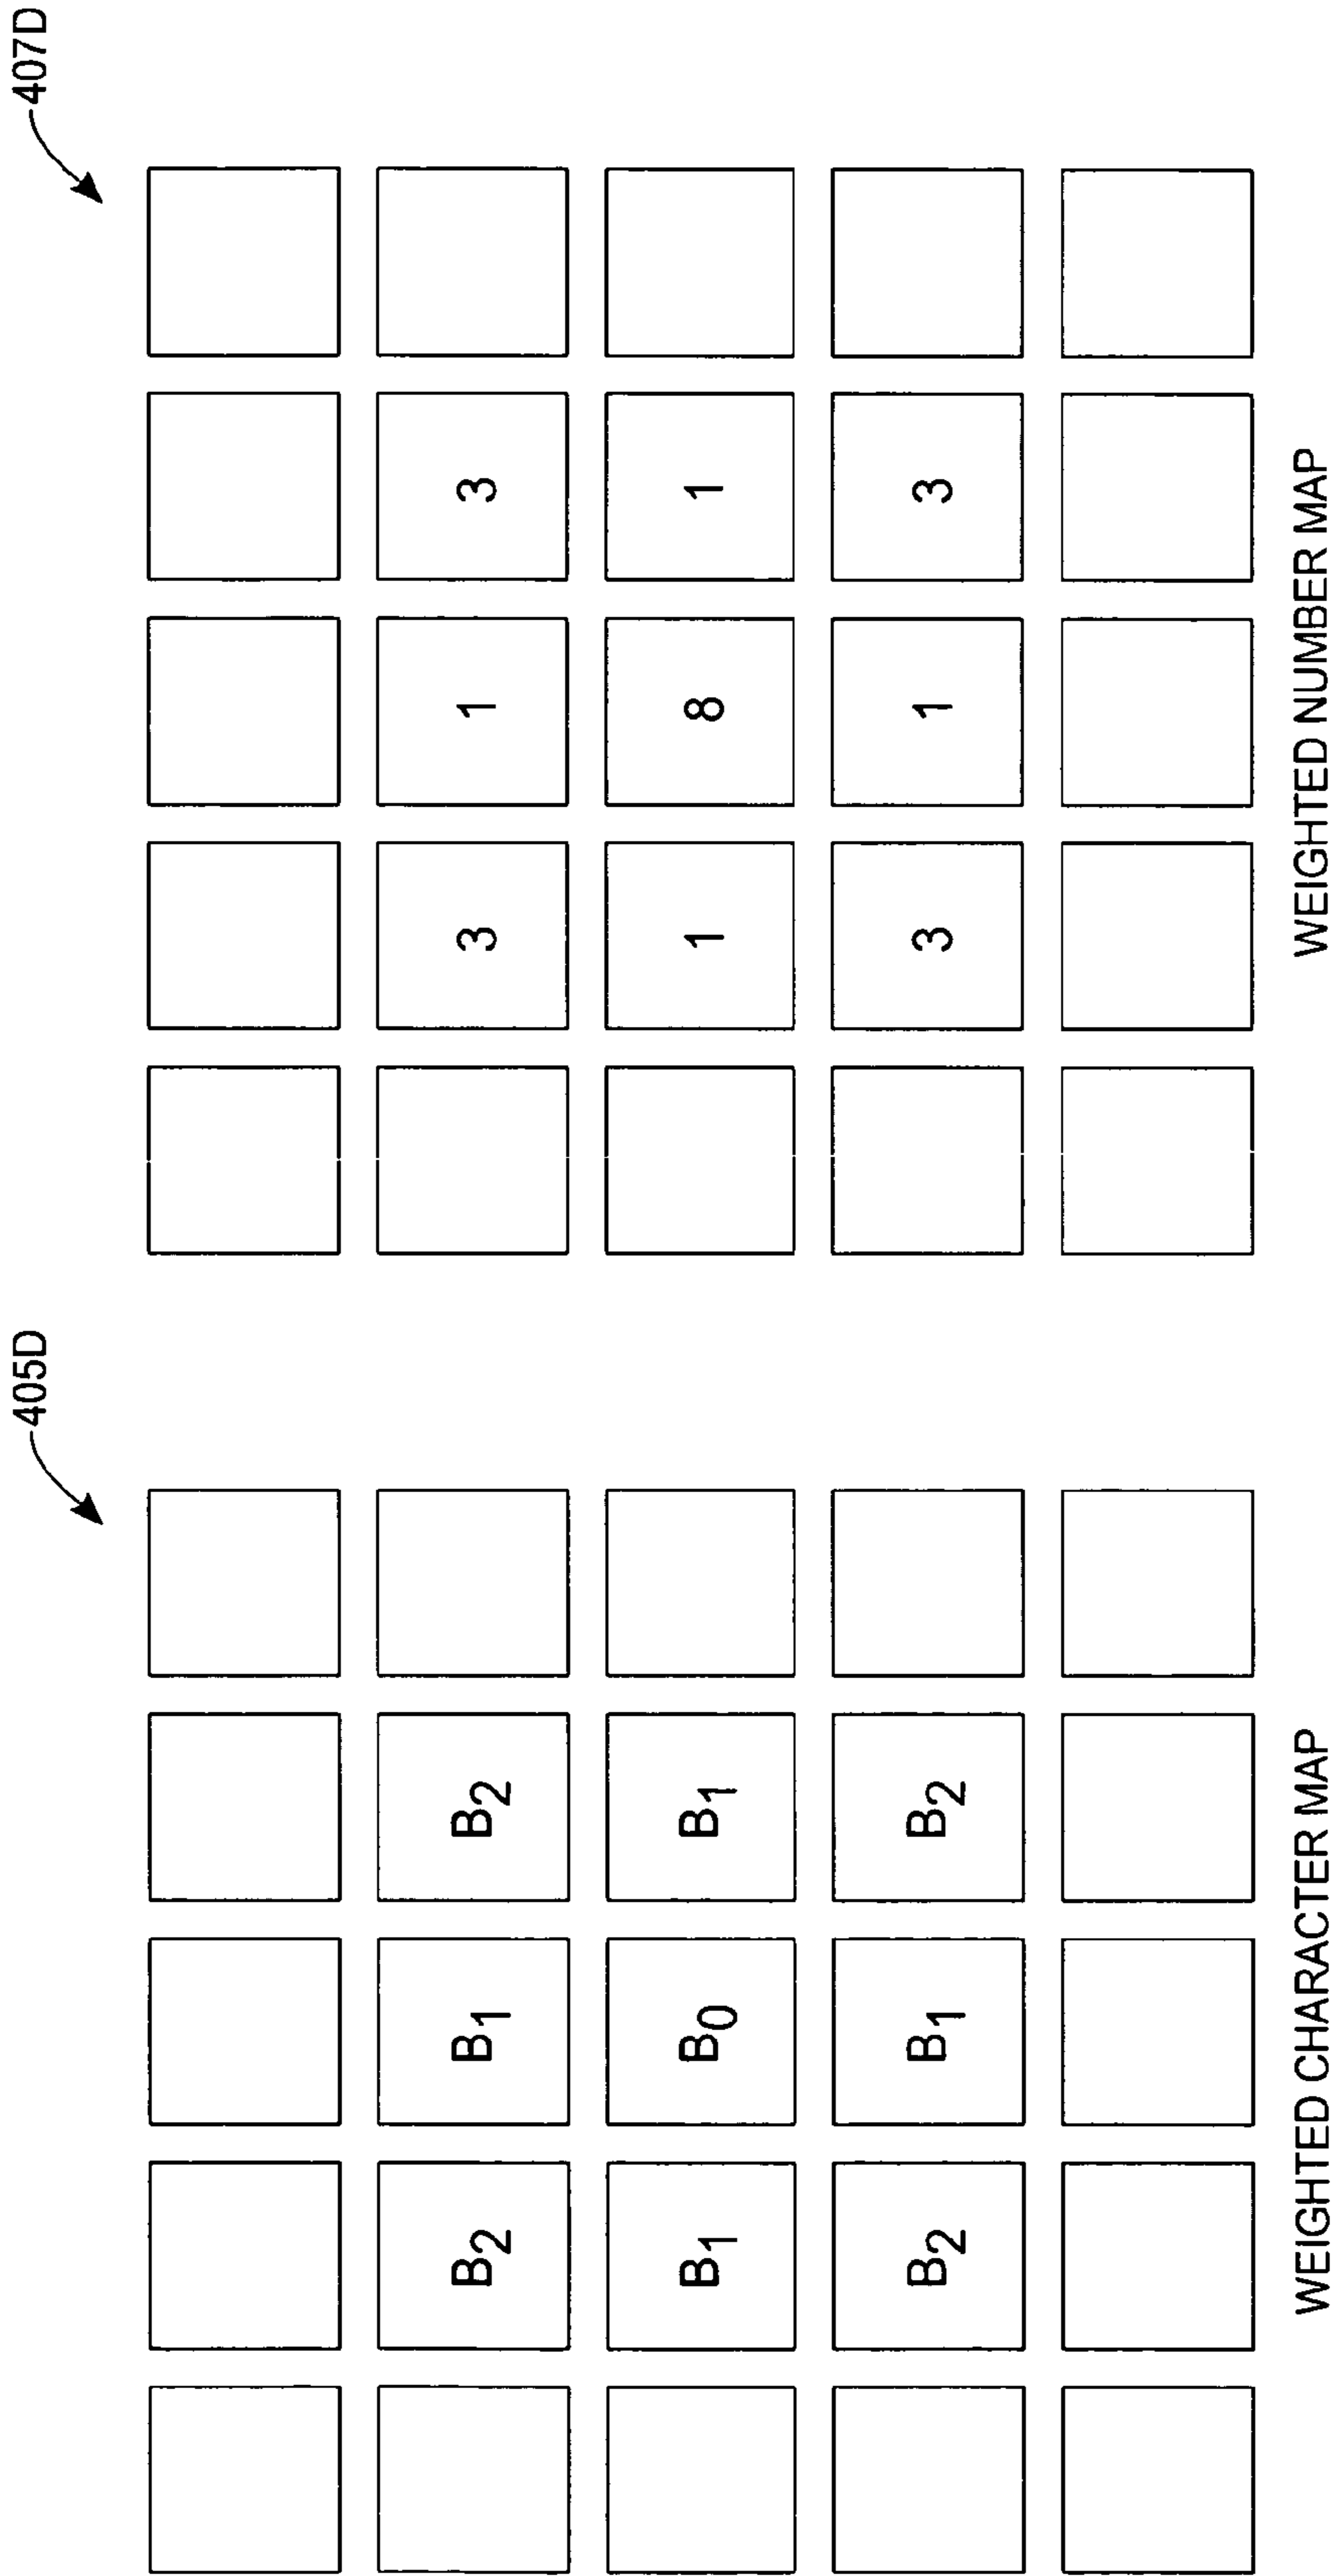 405D
B2 B1 B2
B1 B0 B1
B2 B1 B2
WEIGHTED CHARACTER MAP
407D
3 1 3
1 8 1
3 1 3
WEIGHTED NUMBER MAP